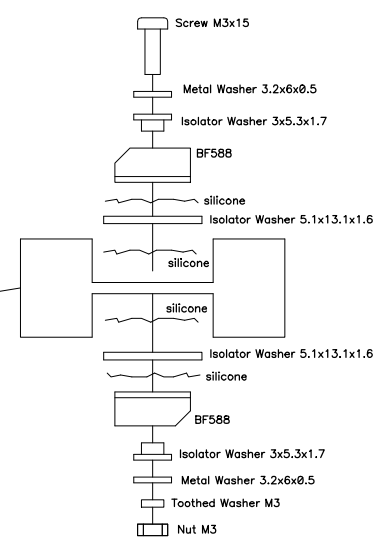 Screw M3x15
Metal Washer 3.2x6x0.5
Isolator Washer 3x5.3x1.7
BF588
silicone
Isolator Washer 5.1x13.1x1.6
silicone
silicone
Isolator Washer 5.1x13.1x1.6
silicone
BF588
Isolator Washer 3x5.3x1.7
Metal Washer 3.2x6x0.5
Toothed Washer M3
Nut M3